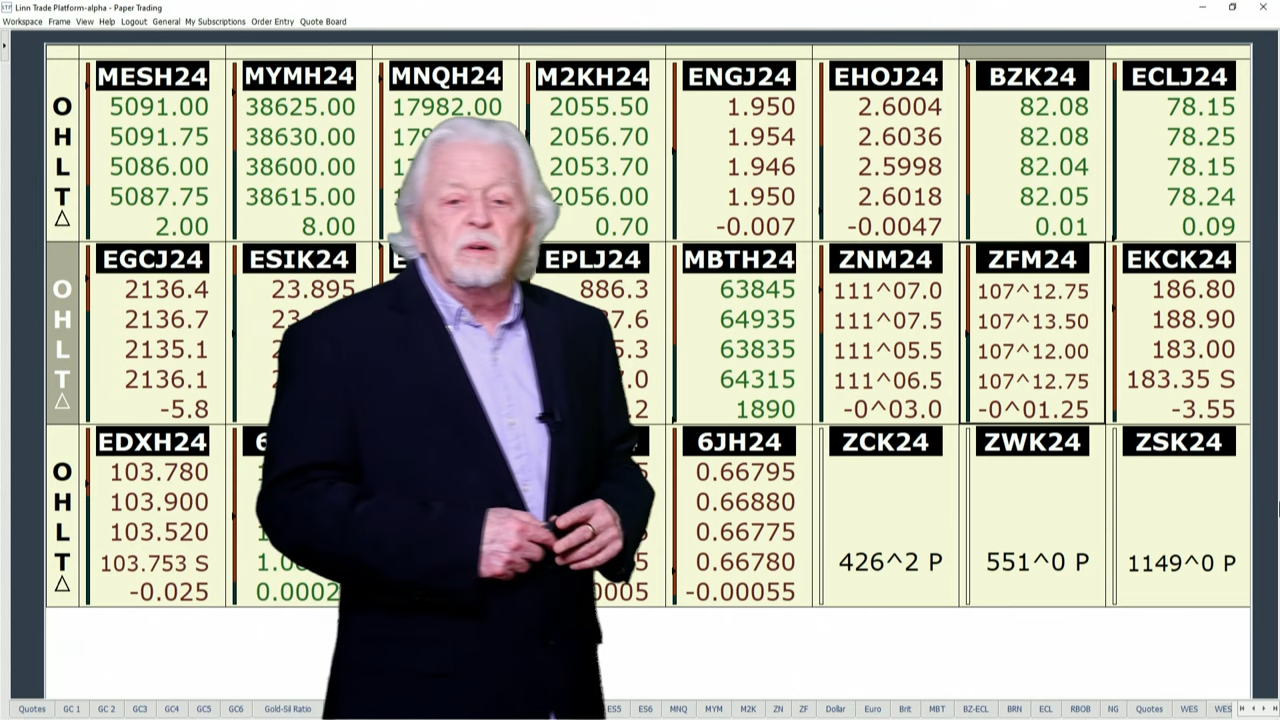 Linn Trade Platform-alpha - Paper Trading
Workspace Frame View Help Logout General My Subscriptions Order Entry Quote Board
MESH24 MYMH24 MNQH24 M2KH24 ENGJ24 EHOJ24 BZK24 ECLJ24
O 5091.00 38625.00 17982.00 2055.50 1.950 2.6004 82.08 78.15
H 5091.75 38630.00 2056.70 1.954 2.6036 82.08 78.25
L 5086.00 38600.00 2053.70 1.946 2.5998 82.04 78.15
T 5087.75 38615.00 2056.00 1.950 2.6018 82.05 78.24
△ 2.00 8.00 0.70 -0.007 -0.0047 0.01 0.09
EGCJ24 ESIK24 EPLJ24 MBTH24 ZNM24 ZFM24 EKCK24
O 2136.4 23.895 886.3 63845 111^07.0 107^12.75 186.80
H 2136.7 64935 111^07.5 107^13.50 188.90
L 2135.1 63835 111^05.5 107^12.00 183.00
T 2136.1 64315 111^06.5 107^12.75 183.35 S
△ -5.8 1890 -0^03.0 -0^01.25 -3.55
EDXH24 6JH24 ZCK24 ZWK24 ZSK24
O 103.780 0.66795
H 103.900 0.66880
L 103.520 0.66775
T 103.753 S 0.66780 426^2 P 551^0 P 1149^0 P
△ -0.025 0.0002 -0.00055
Quotes GC 1 GC 2 GC3 GC4 GC5 GC6 Gold-Sil Ratio ES5 ES6 MNQ MYM M2K ZN ZF Dollar Euro Brit MBT BZ-ECL BRN ECL RBOB NG Quotes WES WES